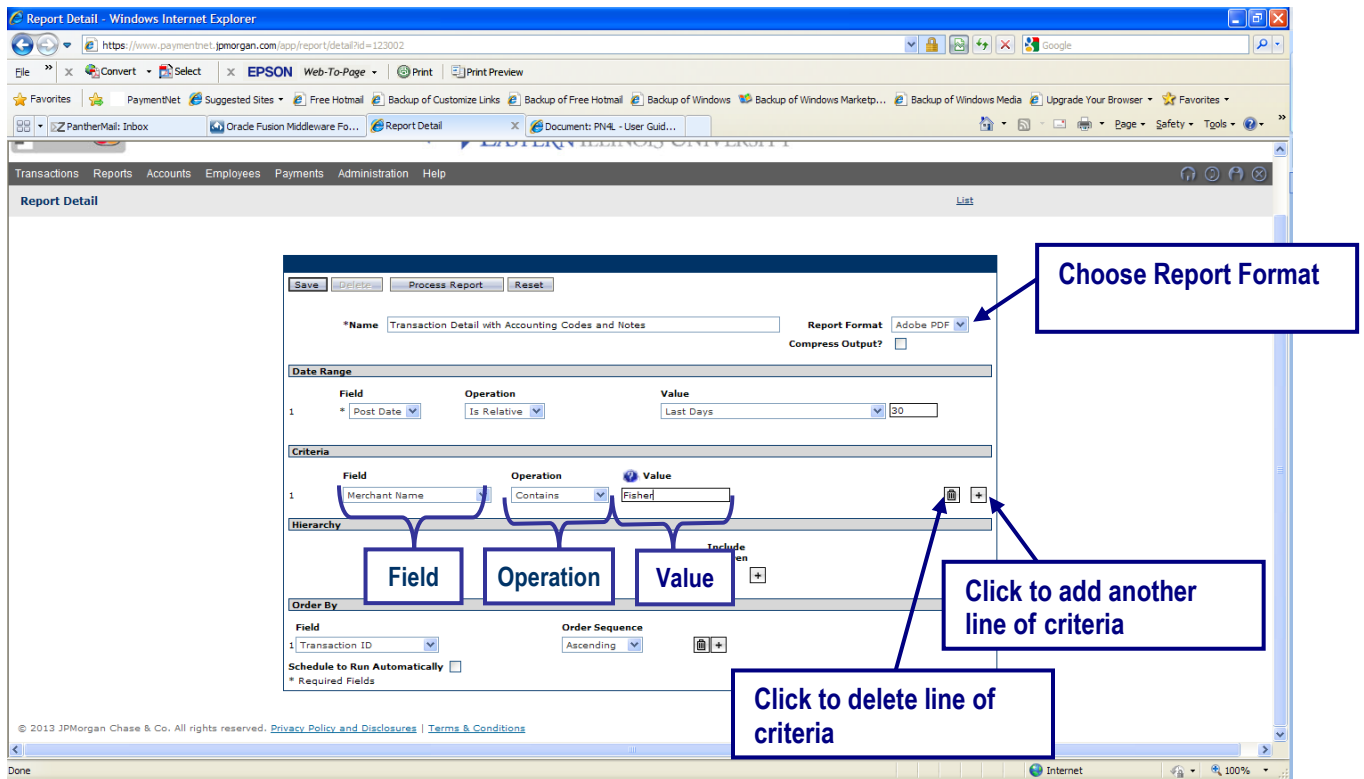 Report Detail - Windows Internet Explorer
https://www.paymentnet.jpmorgan.com/app/report/detail?id=123002
Google
File » x Convert Select x EPSON Web-To-Page Print Print Preview
Favorites PaymentNet Suggested Sites Free Hotmail Backup of Customize Links Backup of Free Hotmail Backup of Windows Backup of Windows Marketp... Backup of Windows Media Upgrade Your Browser Favorites
PantherMail: Inbox Oracle Fusion Middleware Fo... Report Detail X Document: PN4L - User Guid... Page Safety Tools »
EASTERN ILLINOIS UNIVERSITY
Transactions Reports Accounts Employees Payments Administration Help
Report Detail List
Choose Report Format
Save Delete Process Report Reset
*Name Transaction Detail with Accounting Codes and Notes Report Format Adobe PDF
Compress Output?
Date Range
Field Operation Value
1 * Post Date Is Relative Last Days 30
Criteria
Field Operation ? Value
1 Merchant Name Contains Fisher +
Hierarchy
Include
Field Operation Value +
Click to add another
line of criteria
Order By
Field Order Sequence
1 Transaction ID Ascending +
Schedule to Run Automatically
* Required Fields
Click to delete line of
criteria
© 2013 JPMorgan Chase & Co. All rights reserved. Privacy Policy and Disclosures | Terms & Conditions
Done Internet 100%